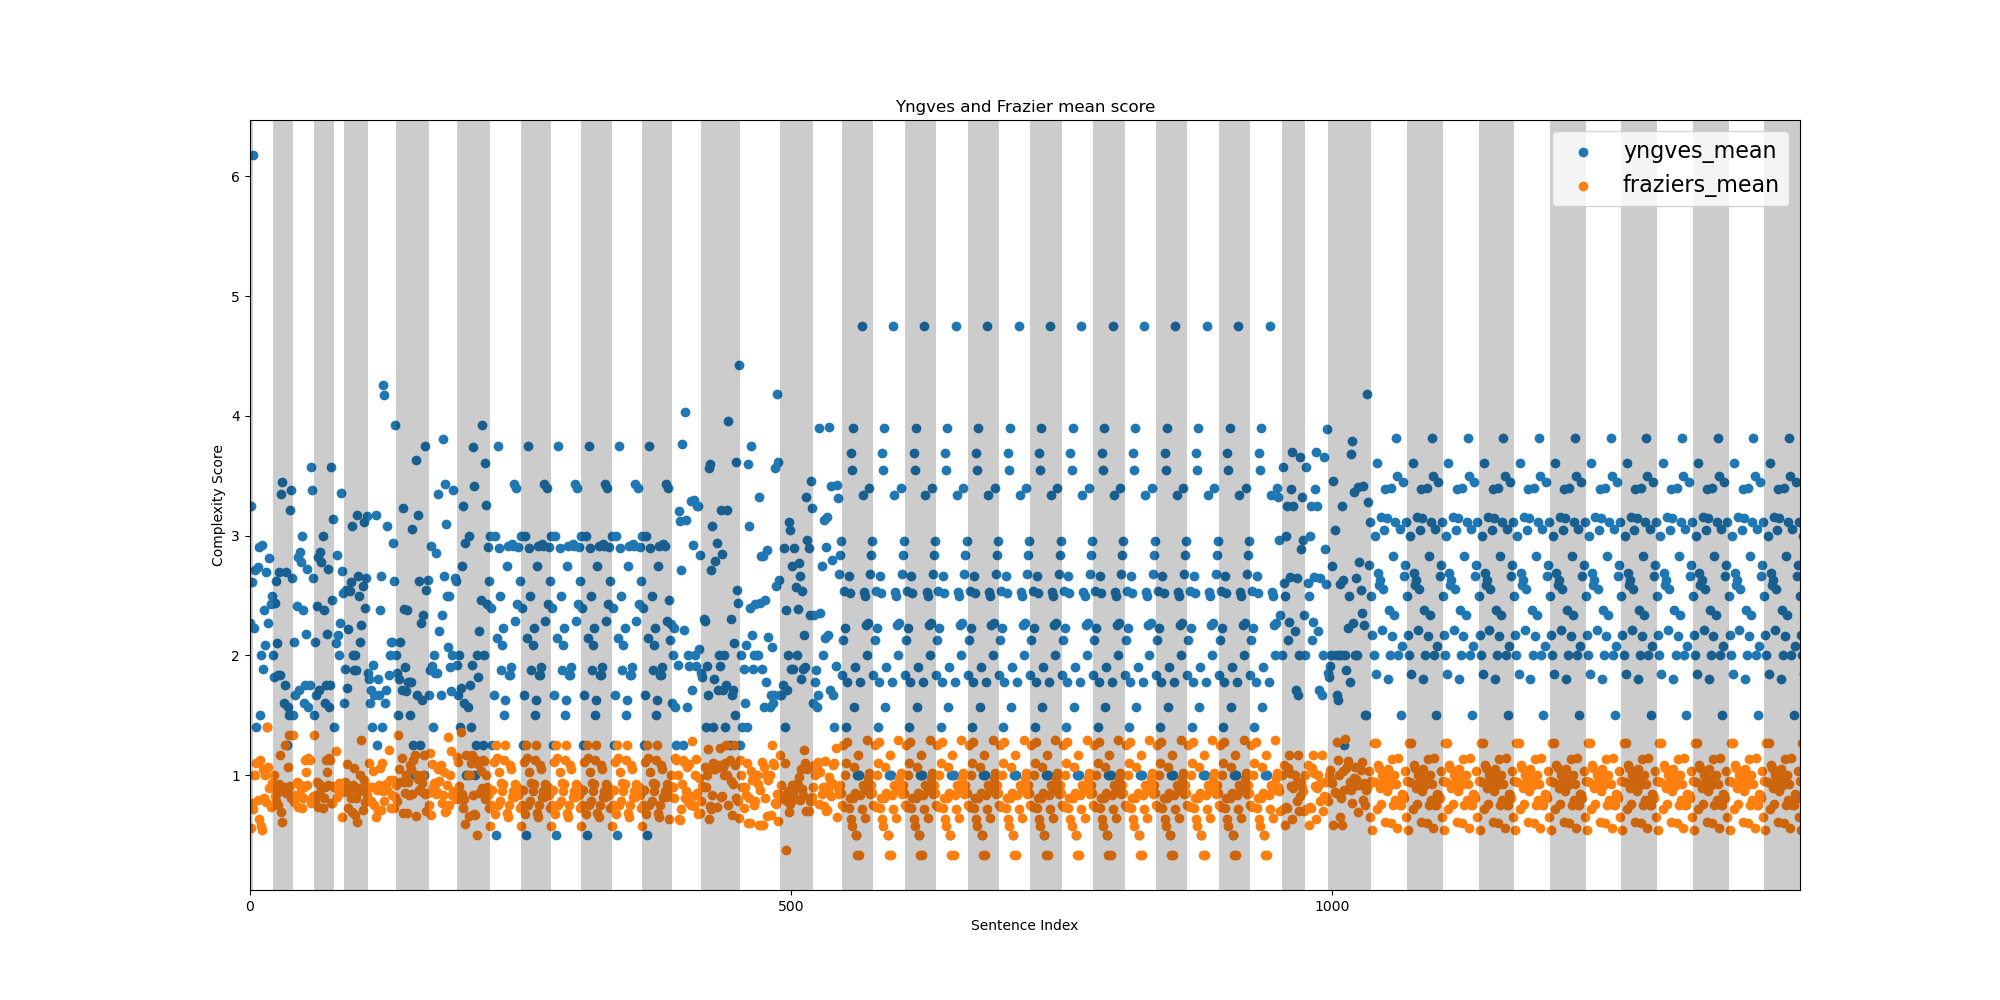 Yngves and Frazier mean score
yngves_mean
fraziers_mean
Complexity Score
6
5
4
3
2
1
0
500
1000
Sentence Index